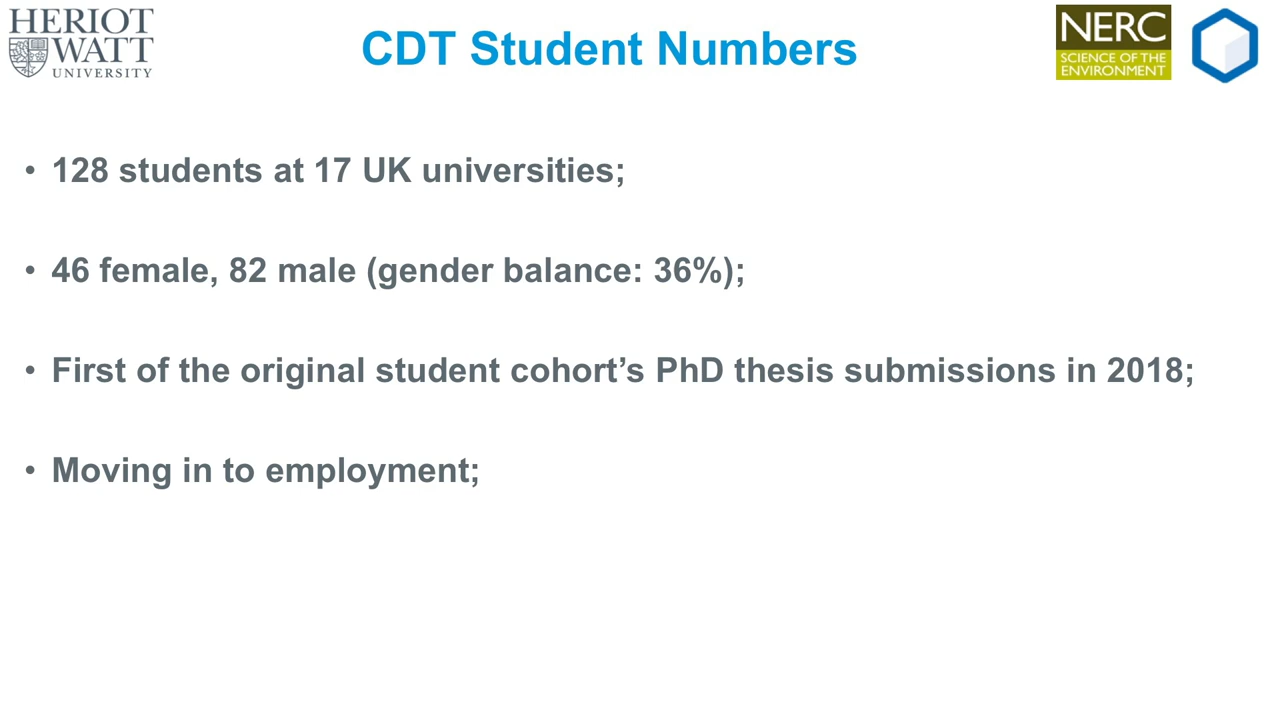 HERIOT
WATT
UNIVERSITY
CDT Student Numbers
NERC
SCIENCE OF THE
ENVIRONMENT
• 128 students at 17 UK universities;
• 46 female, 82 male (gender balance: 36%);
• First of the original student cohort’s PhD thesis submissions in 2018;
• Moving in to employment;